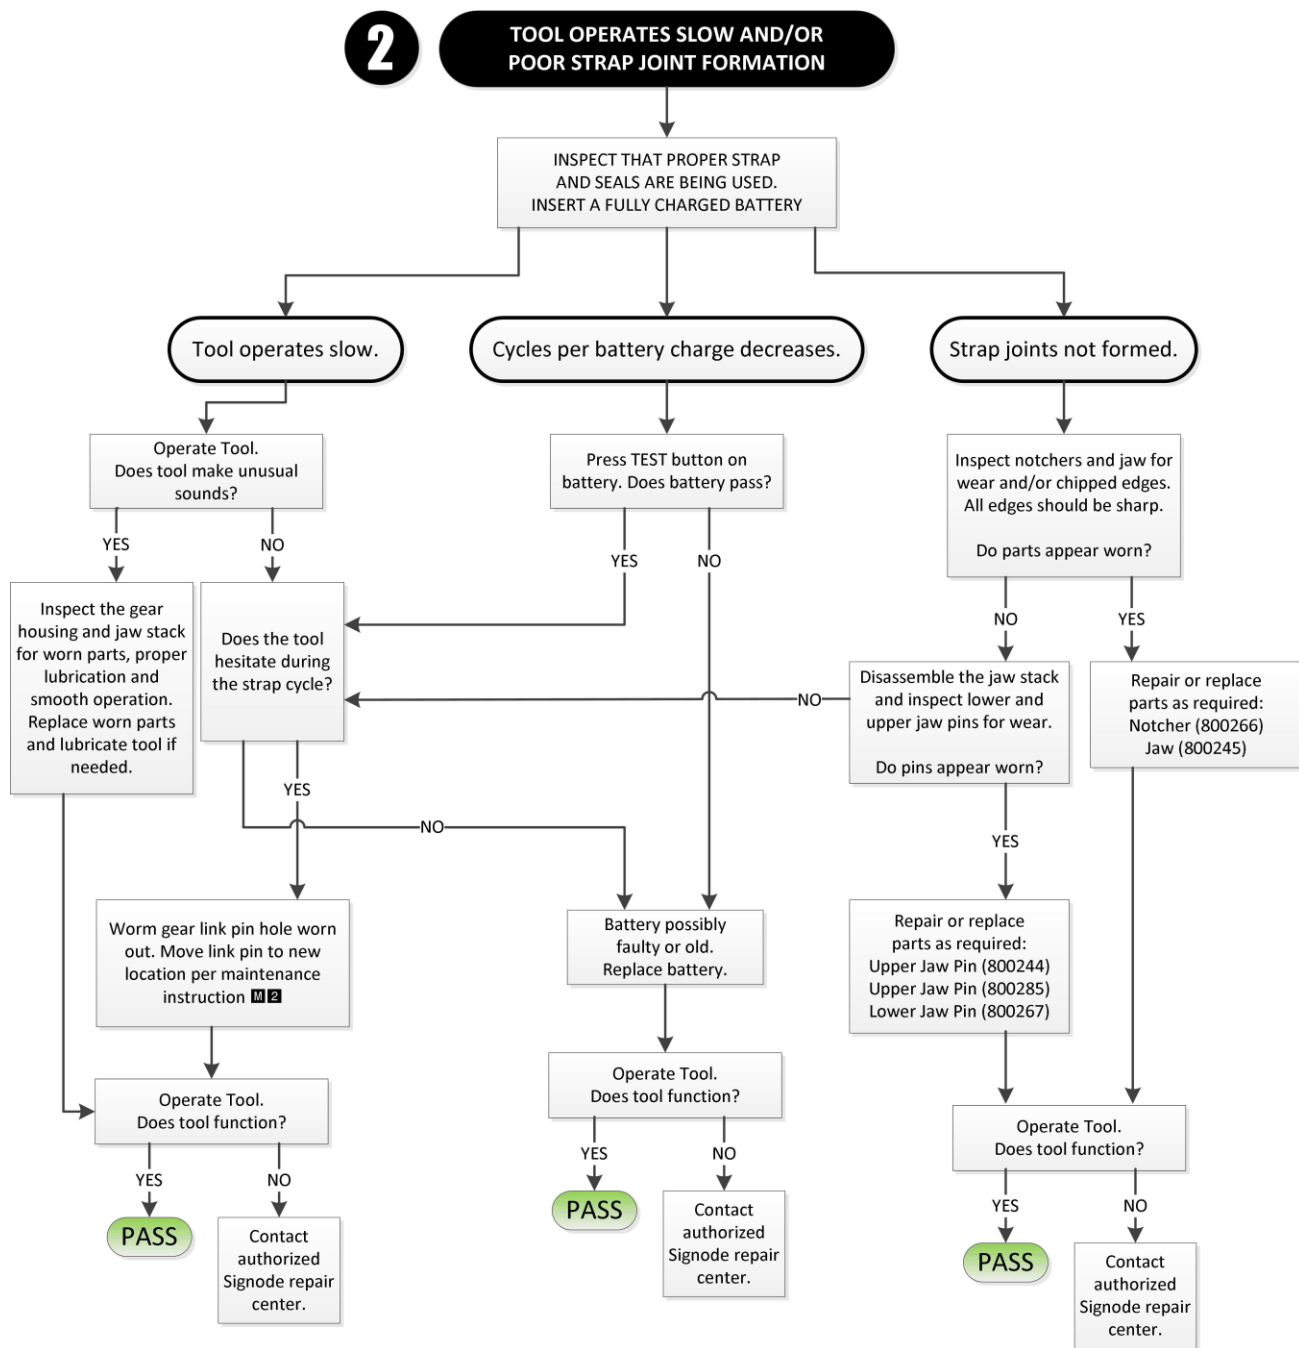 2
TOOL OPERATES SLOW AND/OR
POOR STRAP JOINT FORMATION
INSPECT THAT PROPER STRAP
AND SEALS ARE BEING USED.
INSERT A FULLY CHARGED BATTERY
Tool operates slow.
Cycles per battery charge decreases.
Strap joints not formed.
Operate Tool.
Does tool make unusual
sounds?
Press TEST button on
battery. Does battery pass?
Inspect notchers and jaw for
wear and/or chipped edges.
All edges should be sharp.
Do parts appear worn?
YES
NO
YES
NO
NO
YES
Inspect the gear
housing and jaw stack
for worn parts, proper
lubrication and
smooth operation.
Replace worn parts
and lubricate tool if
needed.
Does the tool
hesitate during
the strap cycle?
NO
Disassemble the jaw stack
and inspect lower and
upper jaw pins for wear.
Do pins appear worn?
Repair or replace
parts as required:
Notcher (800266)
Jaw (800245)
YES
NO
YES
Worm gear link pin hole worn
out. Move link pin to new
location per maintenance
instruction M 2
Battery possibly
faulty or old.
Replace battery.
Repair or replace
parts as required:
Upper Jaw Pin (800244)
Upper Jaw Pin (800285)
Lower Jaw Pin (800267)
Operate Tool.
Does tool function?
Operate Tool.
Does tool function?
Operate Tool.
Does tool function?
YES
NO
YES
NO
YES
NO
PASS
Contact
authorized
Signode repair
center.
PASS
Contact
authorized
Signode repair
center.
PASS
Contact
authorized
Signode repair
center.